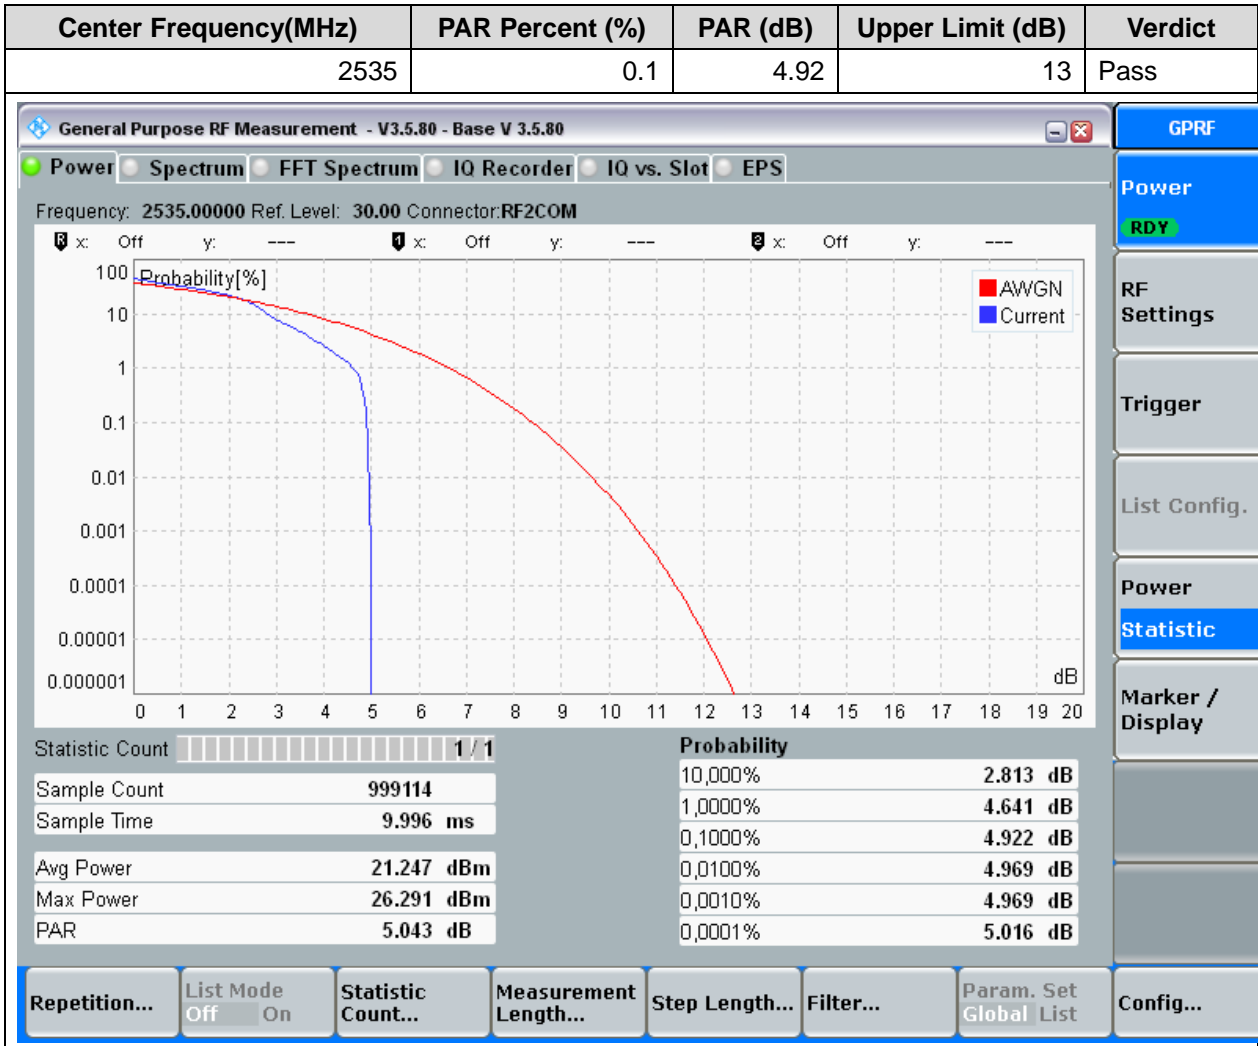 Center Frequency(MHz) PAR Percent (%) PAR (dB) Upper Limit (dB) Verdict
2535 0.1 4.92 13 Pass
General Purpose RF Measurement - V3.5.80 - Base V 3.5.80
GPRF
Power Spectrum FFT Spectrum IQ Recorder IQ vs. Slot EPS
Power
RDY
Frequency: 2535.00000 Ref. Level: 30.00 Connector:RF2COM
R x: Off y: --- 1 x: Off y: --- 2 x: Off y: ---
100 Probability[%]
AWGN
Current
RF
Settings
10
1
Trigger
0.1
0.01
List Config.
0.001
0.0001
Power
Statistic
0.00001
0.000001
dB
Marker /
Display
0 1 2 3 4 5 6 7 8 9 10 11 12 13 14 15 16 17 18 19 20
Statistic Count 1 / 1
Sample Count 999114
Sample Time 9.996 ms
Avg Power 21.247 dBm
Max Power 26.291 dBm
PAR 5.043 dB
Probability
10,000% 2.813 dB
1,0000% 4.641 dB
0,1000% 4.922 dB
0,0100% 4.969 dB
0,0010% 4.969 dB
0,0001% 5.016 dB
Repetition...
List Mode
Off On
Statistic
Count...
Measurement
Length...
Step Length...
Filter...
Param. Set
Global List
Config...